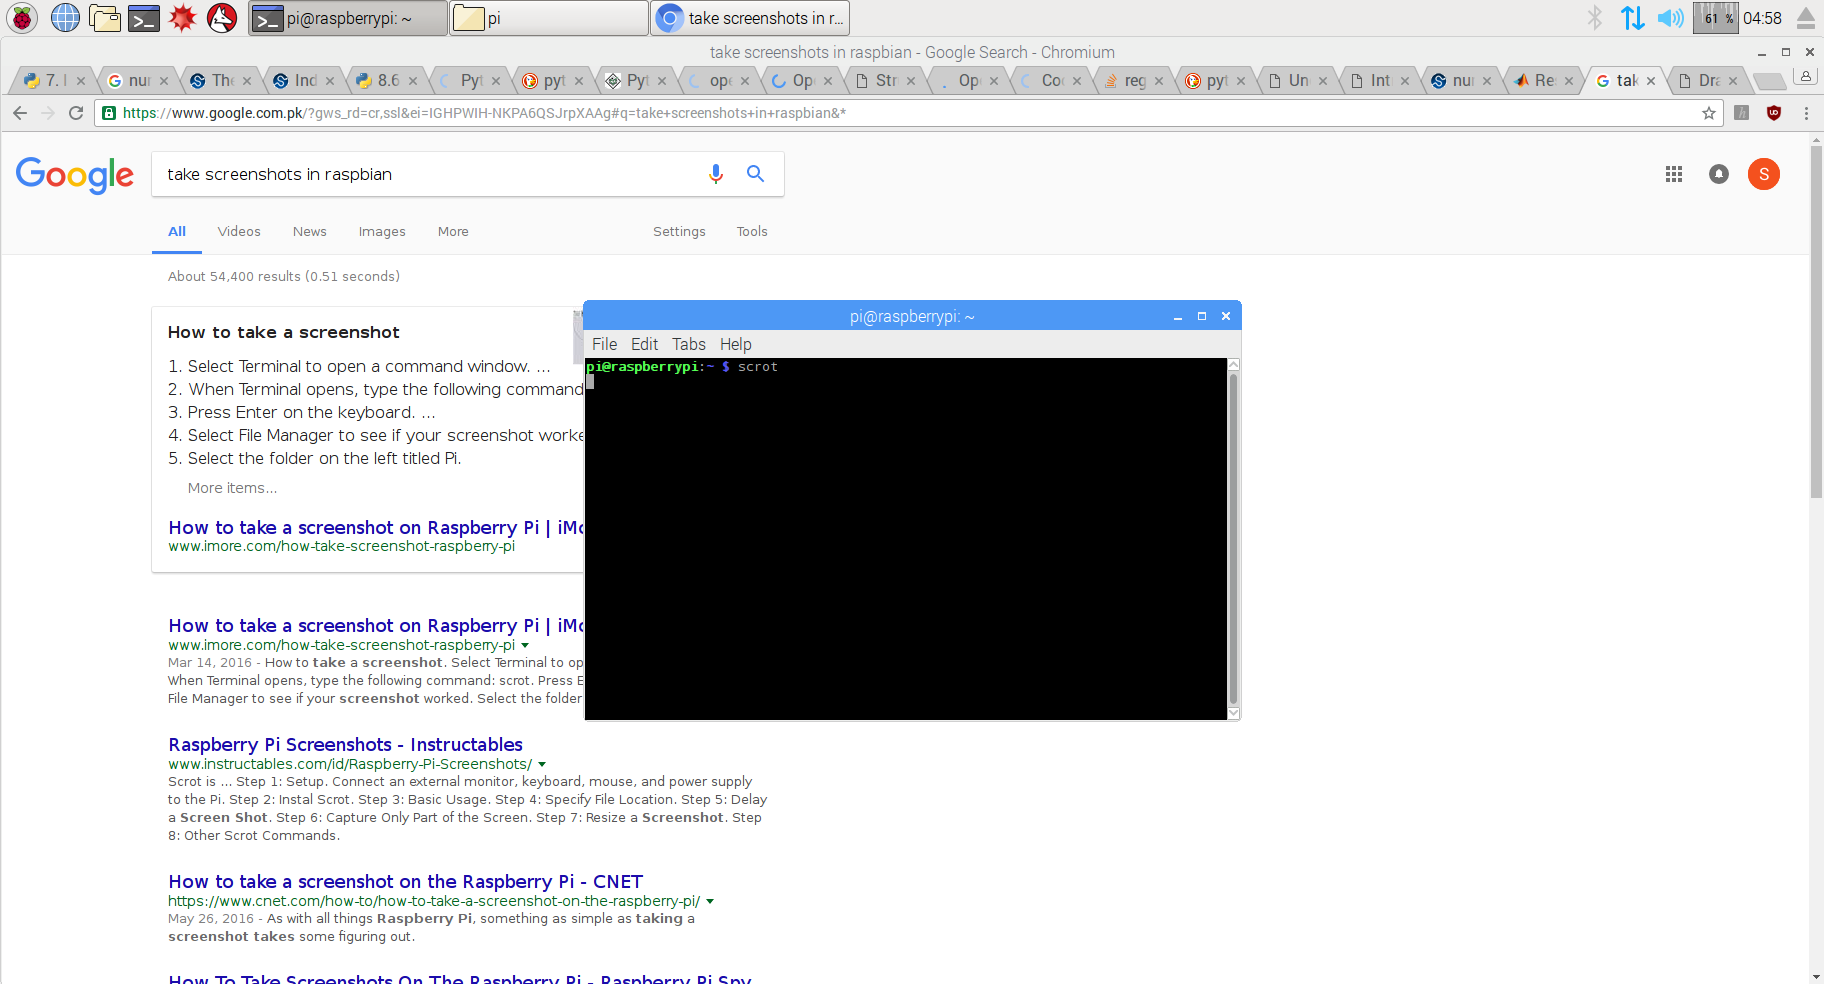 pi@raspberrypi: ~
pi
take screenshots in r...
61 %
04:58
take screenshots in raspbian - Google Search - Chromium
7. I
nur
The
Ind
8.6
Pyt
pyt
Pyt
ope
Ope
Str
Ope
Coo
reg
pyt
Une
Int
nur
Re
tak
Dra
https://www.google.com.pk/?gws_rd=cr,ssl&ei=IGHPWIH-NKPA6QSJrpXAAg#q=take+screenshots+in+raspbian&*
Google
take screenshots in raspbian
S
All
Videos
News
Images
More
Settings
Tools
About 54,400 results (0.51 seconds)
How to take a screenshot
1. Select Terminal to open a command window. ...
2. When Terminal opens, type the following command
3. Press Enter on the keyboard. ...
4. Select File Manager to see if your screenshot worke
5. Select the folder on the left titled Pi.
More items...
How to take a screenshot on Raspberry Pi | iMo
www.imore.com/how-take-screenshot-raspberry-pi
pi@raspberrypi: ~
File Edit Tabs Help
pi@raspberrypi:~ $ scrot
How to take a screenshot on Raspberry Pi | iMo
www.imore.com/how-take-screenshot-raspberry-pi
Mar 14, 2016 - How to take a screenshot. Select Terminal to op
When Terminal opens, type the following command: scrot. Press E
File Manager to see if your screenshot worked. Select the folder
Raspberry Pi Screenshots - Instructables
www.instructables.com/id/Raspberry-Pi-Screenshots/
Scrot is ... Step 1: Setup. Connect an external monitor, keyboard, mouse, and power supply
to the Pi. Step 2: Instal Scrot. Step 3: Basic Usage. Step 4: Specify File Location. Step 5: Delay
a Screen Shot. Step 6: Capture Only Part of the Screen. Step 7: Resize a Screenshot. Step
8: Other Scrot Commands.
How to take a screenshot on the Raspberry Pi - CNET
https://www.cnet.com/how-to/how-to-take-a-screenshot-on-the-raspberry-pi/
May 26, 2016 - As with all things Raspberry Pi, something as simple as taking a
screenshot takes some figuring out.
How To Take Screenshots On The Raspberry Pi - Raspberry Pi Spy